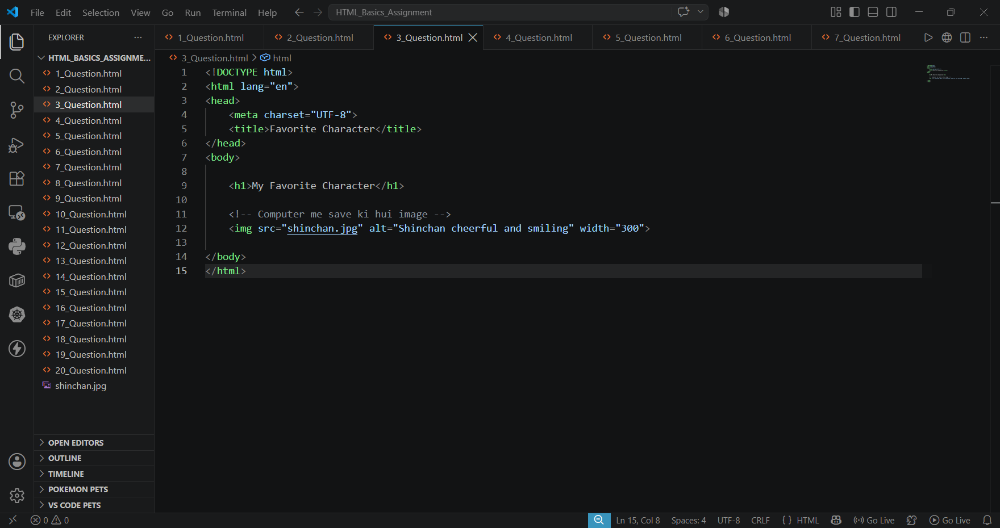 File Edit Selection View Go Run Terminal Help HTML_Basics_Assignment
EXPLORER
HTML_BASICS_ASSIGNME...
1_Question.html
2_Question.html
3_Question.html
4_Question.html
5_Question.html
6_Question.html
7_Question.html
8_Question.html
9_Question.html
10_Question.html
11_Question.html
12_Question.html
13_Question.html
14_Question.html
15_Question.html
16_Question.html
17_Question.html
18_Question.html
19_Question.html
20_Question.html
shinchan.jpg
OPEN EDITORS
OUTLINE
TIMELINE
POKEMON PETS
VS CODE PETS
1_Question.html 2_Question.html 3_Question.html 4_Question.html 5_Question.html 6_Question.html 7_Question.html
3_Question.html > html
1 <!DOCTYPE html>
2 <html lang="en">
3 <head>
4 <meta charset="UTF-8">
5 <title>Favorite Character</title>
6 </head>
7 <body>
8
9 <h1>My Favorite Character</h1>
10
11 <!-- Computer me save ki hui image -->
12 <img src="shinchan.jpg" alt="Shinchan cheerful and smiling" width="300">
13
14 </body>
15 </html>
0 0 Ln 15, Col 8 Spaces: 4 UTF-8 CRLF { } HTML Go Live Go Live